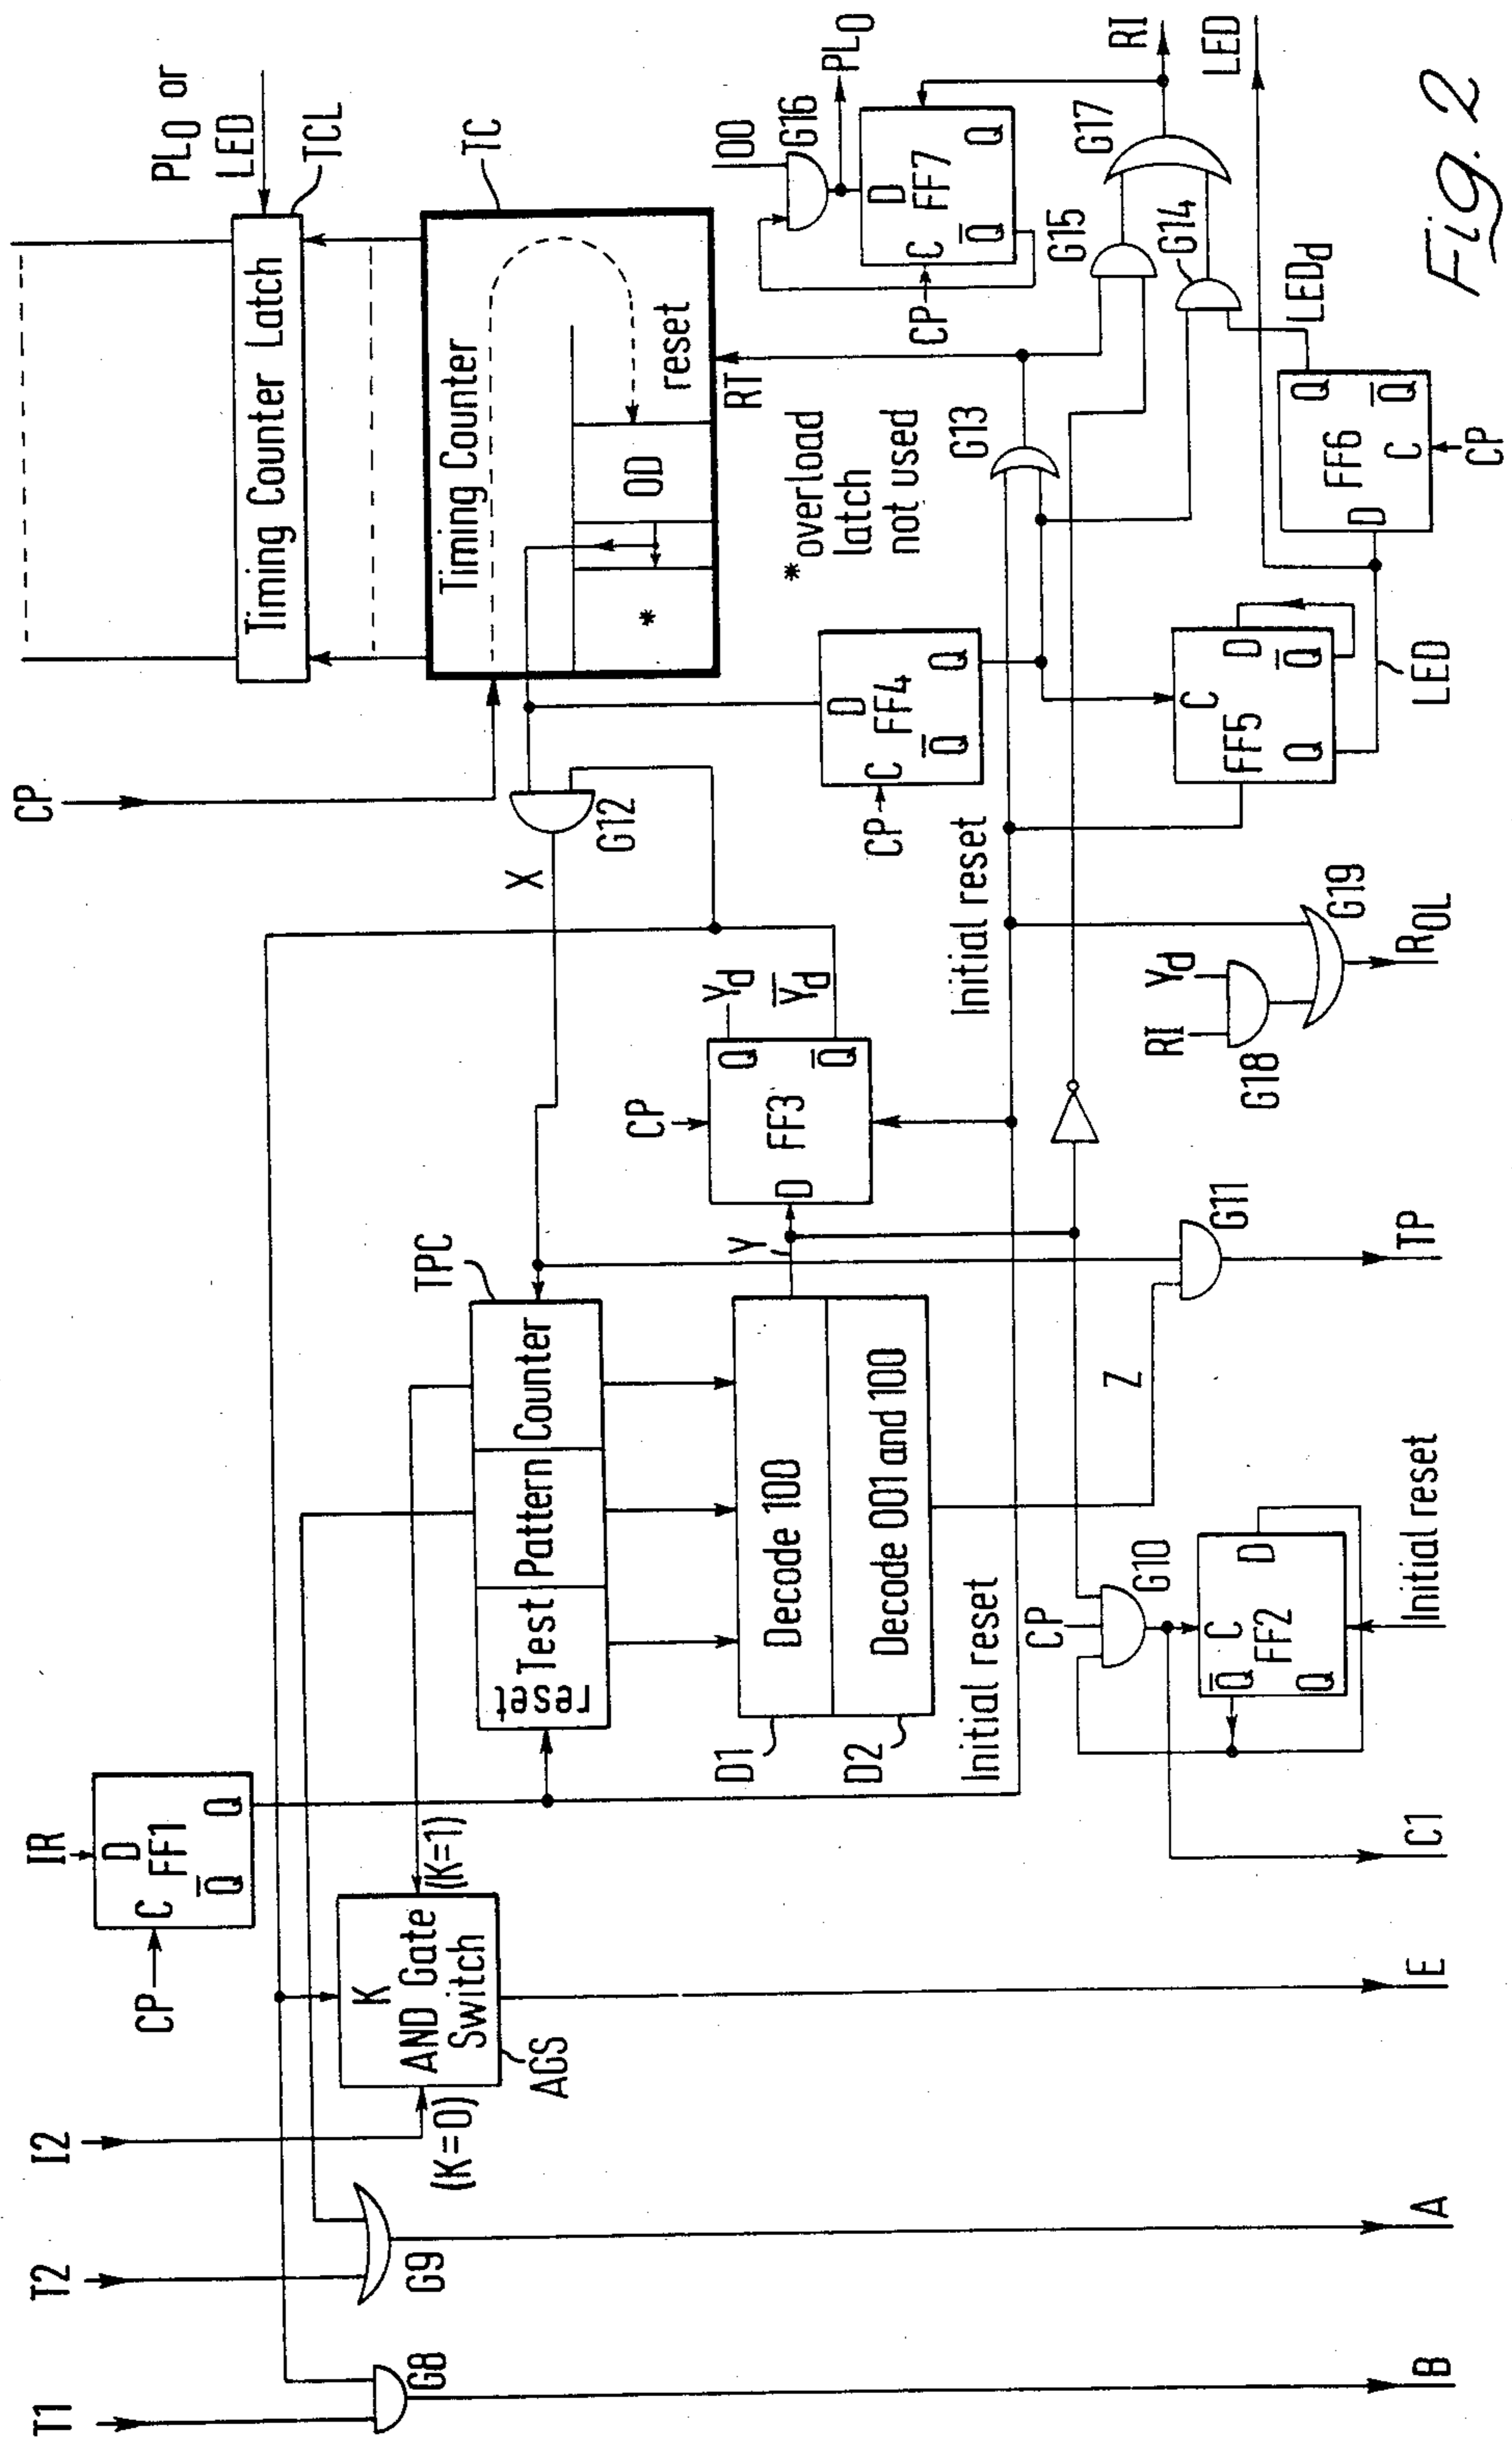 T1
T2
I2
IR
CP
PL0 or
LED
CP
C
D
FF1
Q̅
Q
G8
G9
(K=0)
K
AND Gate
Switch
AGS
(K=1)
Timing Counter Latch
TCL
Timing Counter
TC
*
OD
reset
RT
X
G12
TPC
reset
Test
Pattern
Counter
D1
Decode 100
D2
Decode 001 and 100
Y
CP
D
FF3
Q
Q̅
Yd
Y̅d
CP
C
D
FF4
Q̅
Q
*overload
latch
not used
OD
G16
PL0
CP
C
D
FF7
Q̅
Q
Initial reset
Initial reset
G13
G15
G17
RI
G14
LEDd
LED
CP
G10
C
D
FF2
Q̅
Q
Initial reset
Z
G11
RI
Yd
G18
G19
C
D
FF5
Q
Q̅
LED
D
FF6
C
Q
Q̅
CP
B
A
E
C1
TP
ROL
Fig. 2